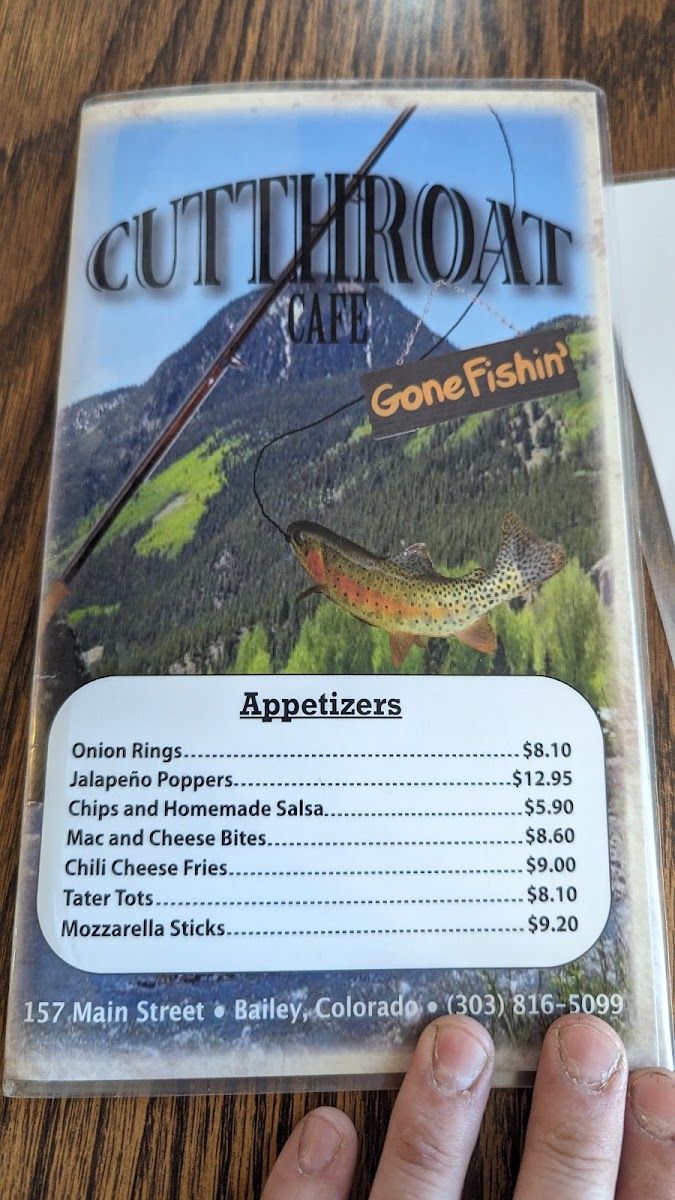 CUTTHROAT
CAFE
Gone Fishin'
Appetizers
Onion Rings........................................................................$8.10
Jalapeño Poppers............................................................$12.95
Chips and Homemade Salsa..........................................$5.90
Mac and Cheese Bites.......................................................$8.60
Chili Cheese Fries...............................................................$9.00
Tater Tots..............................................................................$8.10
Mozzarella Sticks...............................................................$9.20
157 Main Street • Bailey, Colorado • (303) 816-5099